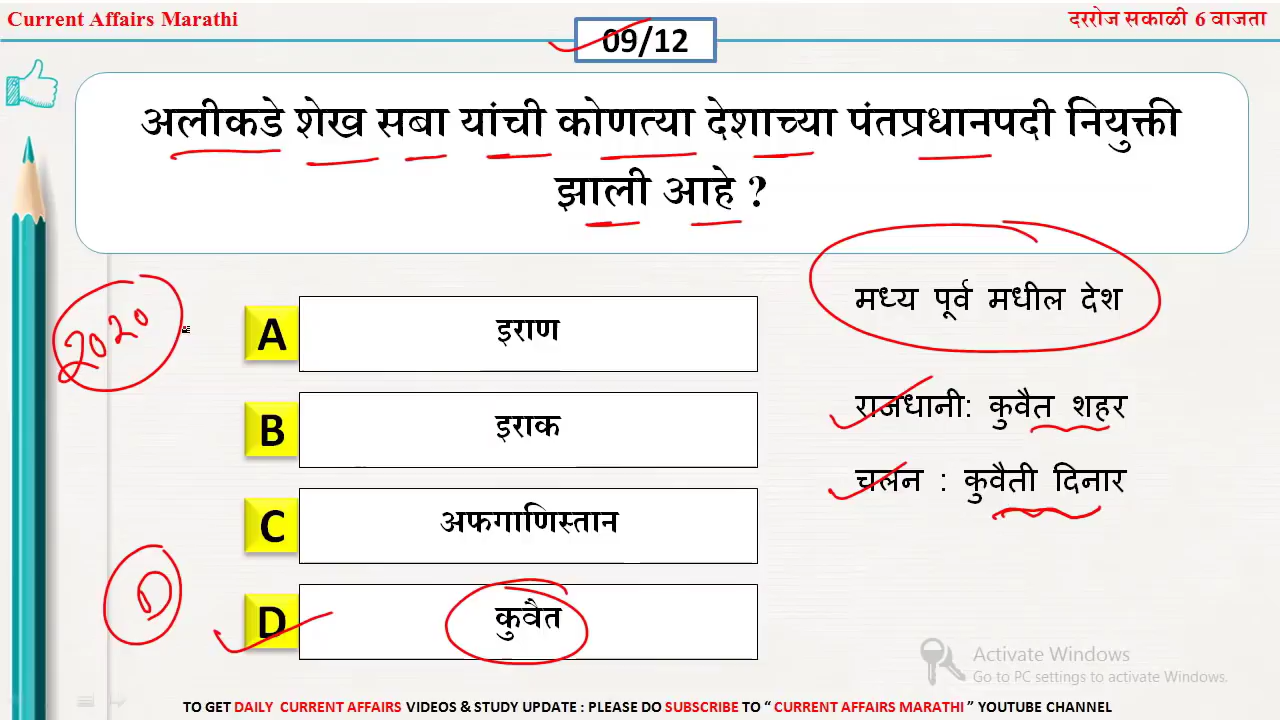 Current Affairs Marathi
दररोज सकाळी 6 वाजता
09/12
अलीकडे शेख सबा यांची कोणत्या देशाच्या पंतप्रधानपदी नियुक्ती
झाली आहे ?
2020
A इराण
B इराक
C अफगाणिस्तान
D कुवैत
D
मध्य पूर्व मधील देश
राजधानी: कुवैत शहर
चलन : कुवैती दिनार
Activate Windows
Go to PC settings to activate Windows.
TO GET DAILY CURRENT AFFAIRS VIDEOS & STUDY UPDATE : PLEASE DO SUBSCRIBE TO “ CURRENT AFFAIRS MARATHI ” YOUTUBE CHANNEL